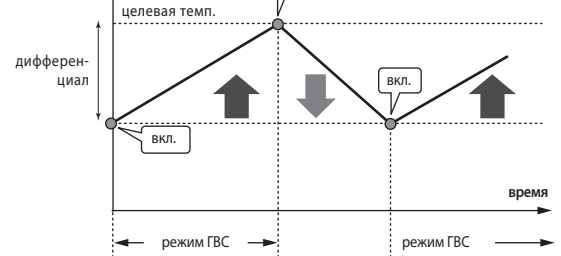 целевая темп.
дифферен-
циал
вкл.
вкл.
время
режим ГВС
режим ГВС